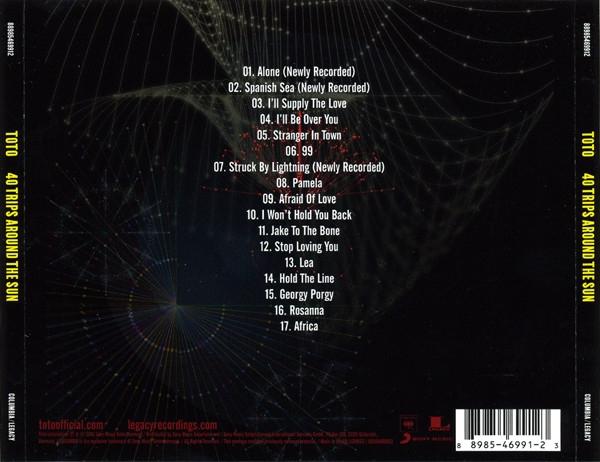 88985469912
TOTO 40 TRIPS AROUND THE SUN
COLUMBIA/LEGACY
01. Alone (Newly Recorded)
02. Spanish Sea (Newly Recorded)
03. I'll Supply The Love
04. I'll Be Over You
05. Stranger In Town
06. 99
07. Struck By Lightning (Newly Recorded)
08. Pamela
09. Afraid Of Love
10. I Won't Hold You Back
11. Jake To The Bone
12. Stop Loving You
13. Lea
14. Hold The Line
15. Georgy Porgy
16. Rosanna
17. Africa
totoofficial.com legacyrecordings.com
8 89854-69912 3
88985469912
TOTO 40 TRIPS AROUND THE SUN
COLUMBIA/LEGACY